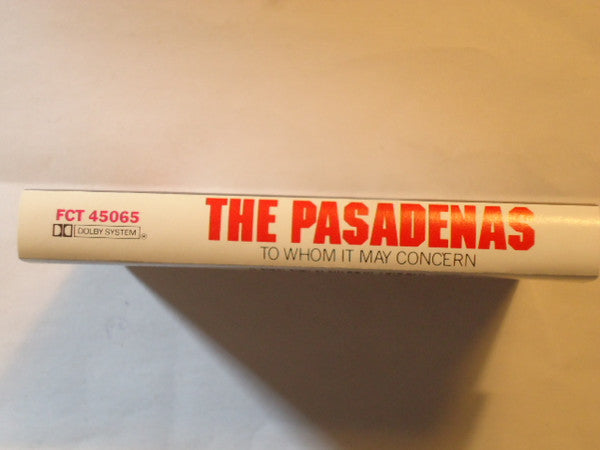 FCT 45065
DOLBY SYSTEM
THE PASADENAS
TO WHOM IT MAY CONCERN